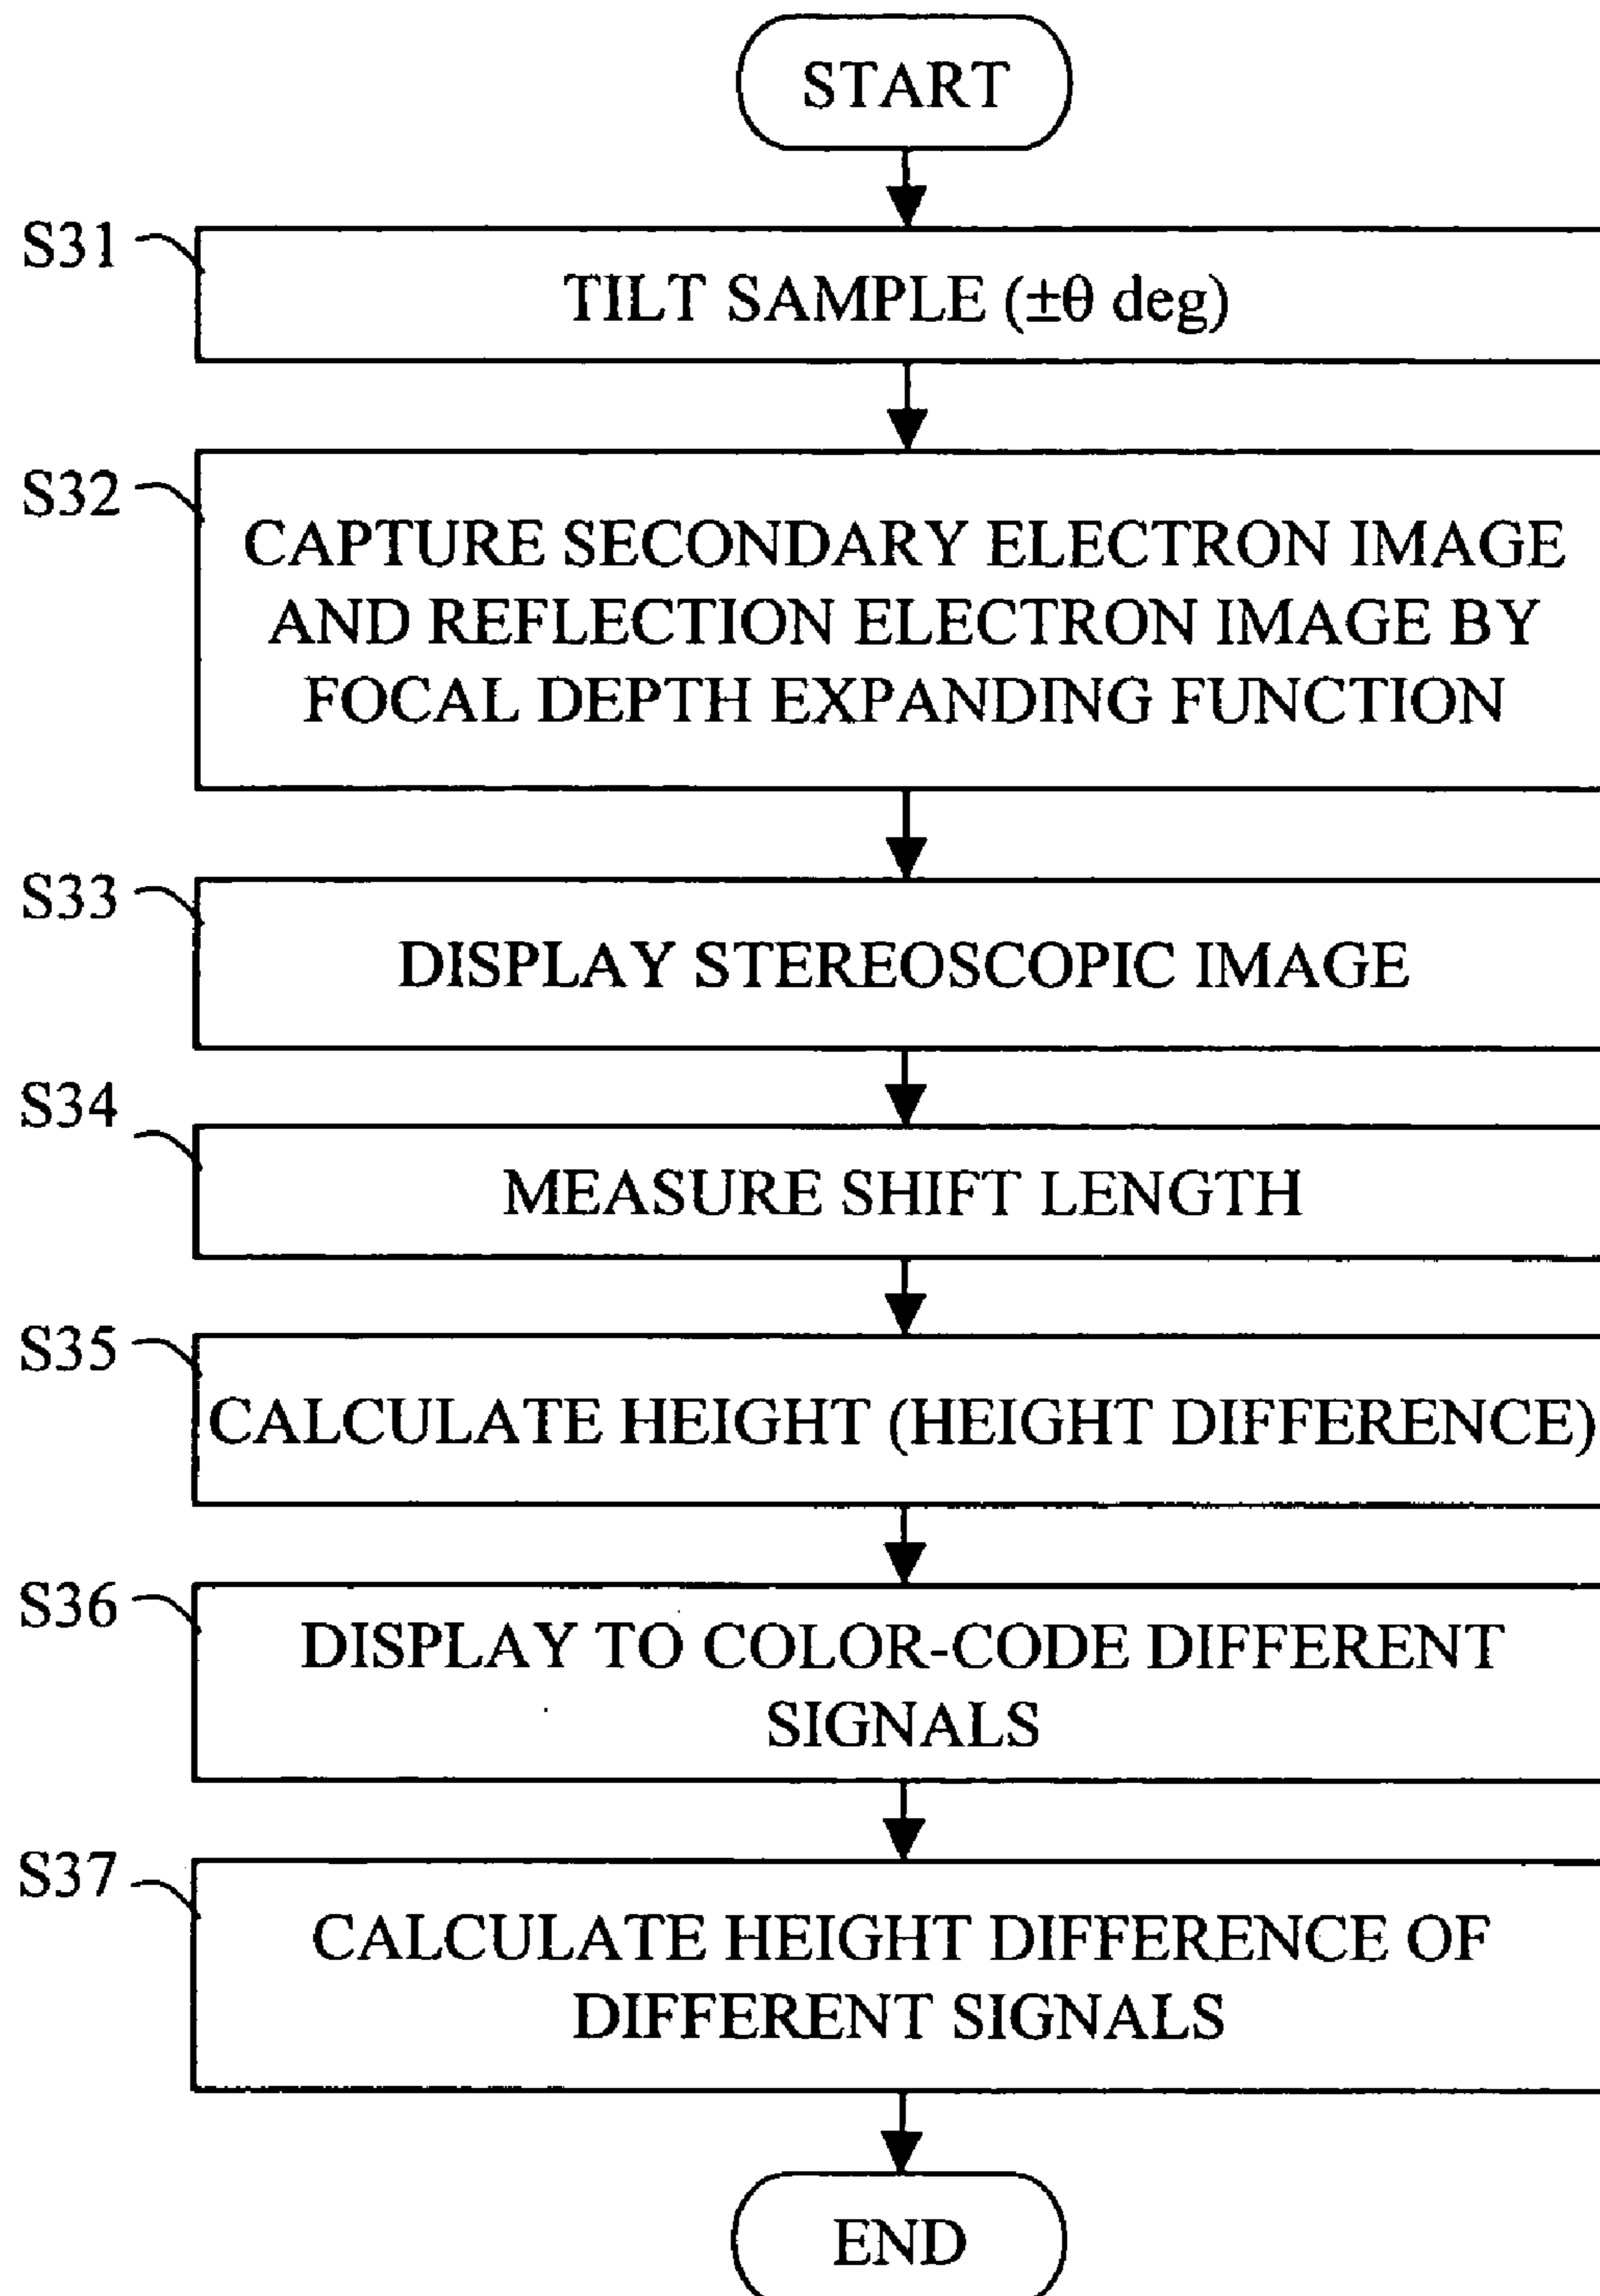 START
S31
TILT SAMPLE (±θ deg)
S32
CAPTURE SECONDARY ELECTRON IMAGE
AND REFLECTION ELECTRON IMAGE BY
FOCAL DEPTH EXPANDING FUNCTION
S33
DISPLAY STEREOSCOPIC IMAGE
S34
MEASURE SHIFT LENGTH
S35
CALCULATE HEIGHT (HEIGHT DIFFERENCE)
S36
DISPLAY TO COLOR-CODE DIFFERENT
SIGNALS
S37
CALCULATE HEIGHT DIFFERENCE OF
DIFFERENT SIGNALS
END